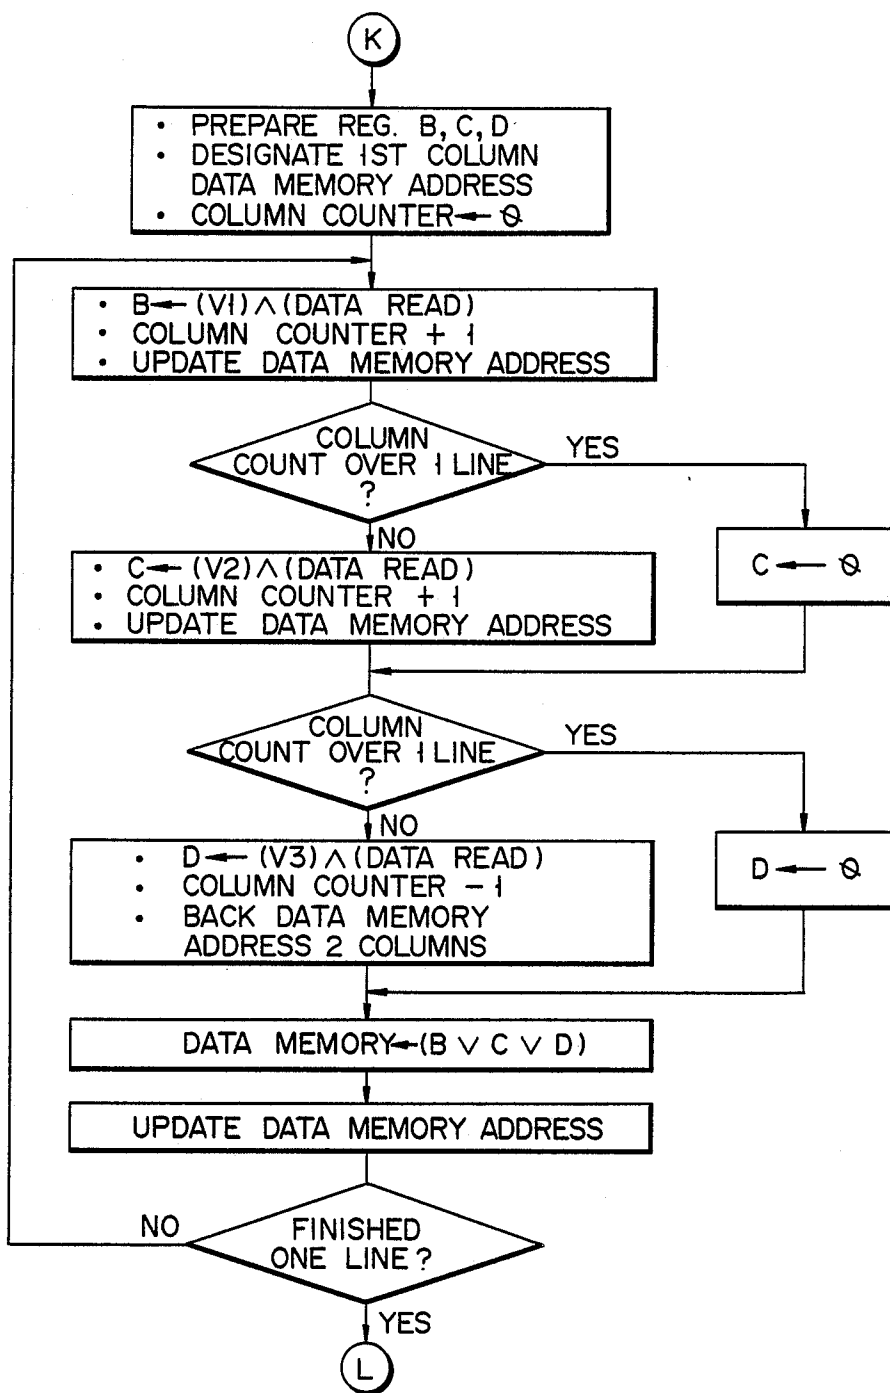 K
• PREPARE REG. B, C, D
• DESIGNATE 1ST COLUMN
DATA MEMORY ADDRESS
• COLUMN COUNTER ← 0
• B ← (V1) ∧ (DATA READ)
• COLUMN COUNTER + 1
• UPDATE DATA MEMORY ADDRESS
COLUMN
COUNT OVER 1 LINE
?
YES
NO
C ← 0
• C ← (V2) ∧ (DATA READ)
• COLUMN COUNTER + 1
• UPDATE DATA MEMORY ADDRESS
COLUMN
COUNT OVER 1 LINE
?
YES
NO
D ← 0
• D ← (V3) ∧ (DATA READ)
• COLUMN COUNTER - 1
• BACK DATA MEMORY
ADDRESS 2 COLUMNS
DATA MEMORY ← (B ∨ C ∨ D)
UPDATE DATA MEMORY ADDRESS
NO
FINISHED
ONE LINE?
YES
L